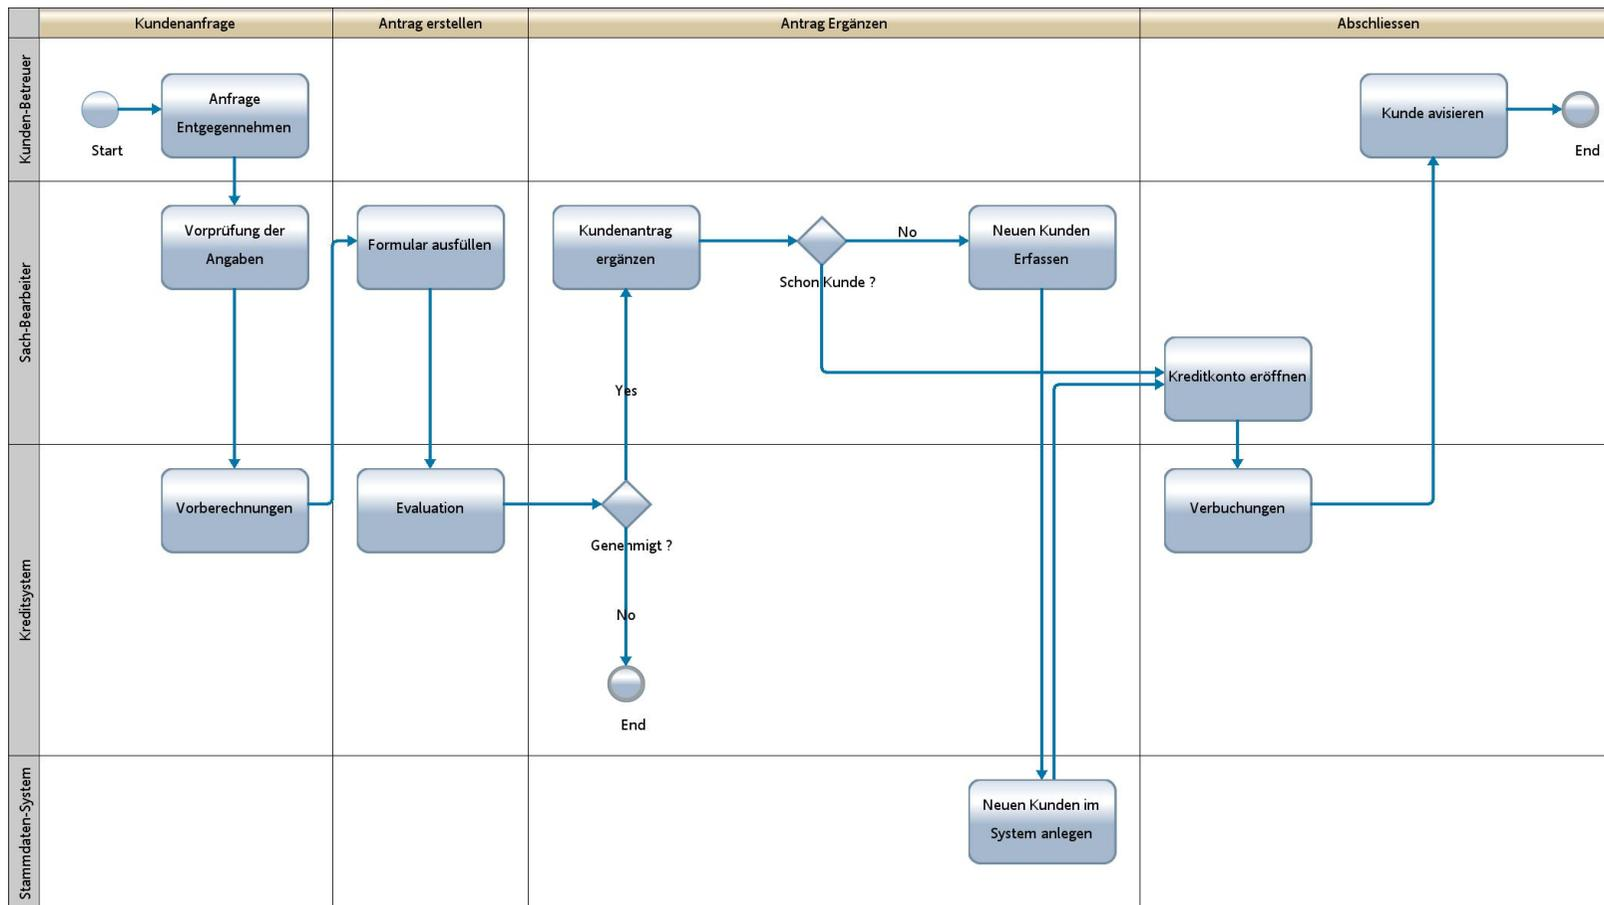 Kundenanfrage
Antrag erstellen
Antrag Ergänzen
Abschliessen
Kunden-Betreuer
Start
Anfrage
Entgegennehmen
Kunde avisieren
End
Sach-Bearbeiter
Vorprüfung der
Angaben
Formular ausfüllen
Kundenantrag
ergänzen
Schon Kunde ?
No
Neuen Kunden
Erfassen
Yes
Kreditkonto eröffnen
Kreditsystem
Vorberechnungen
Evaluation
Genehmigt ?
No
End
Verbuchungen
Stammdaten-System
Neuen Kunden im
System anlegen